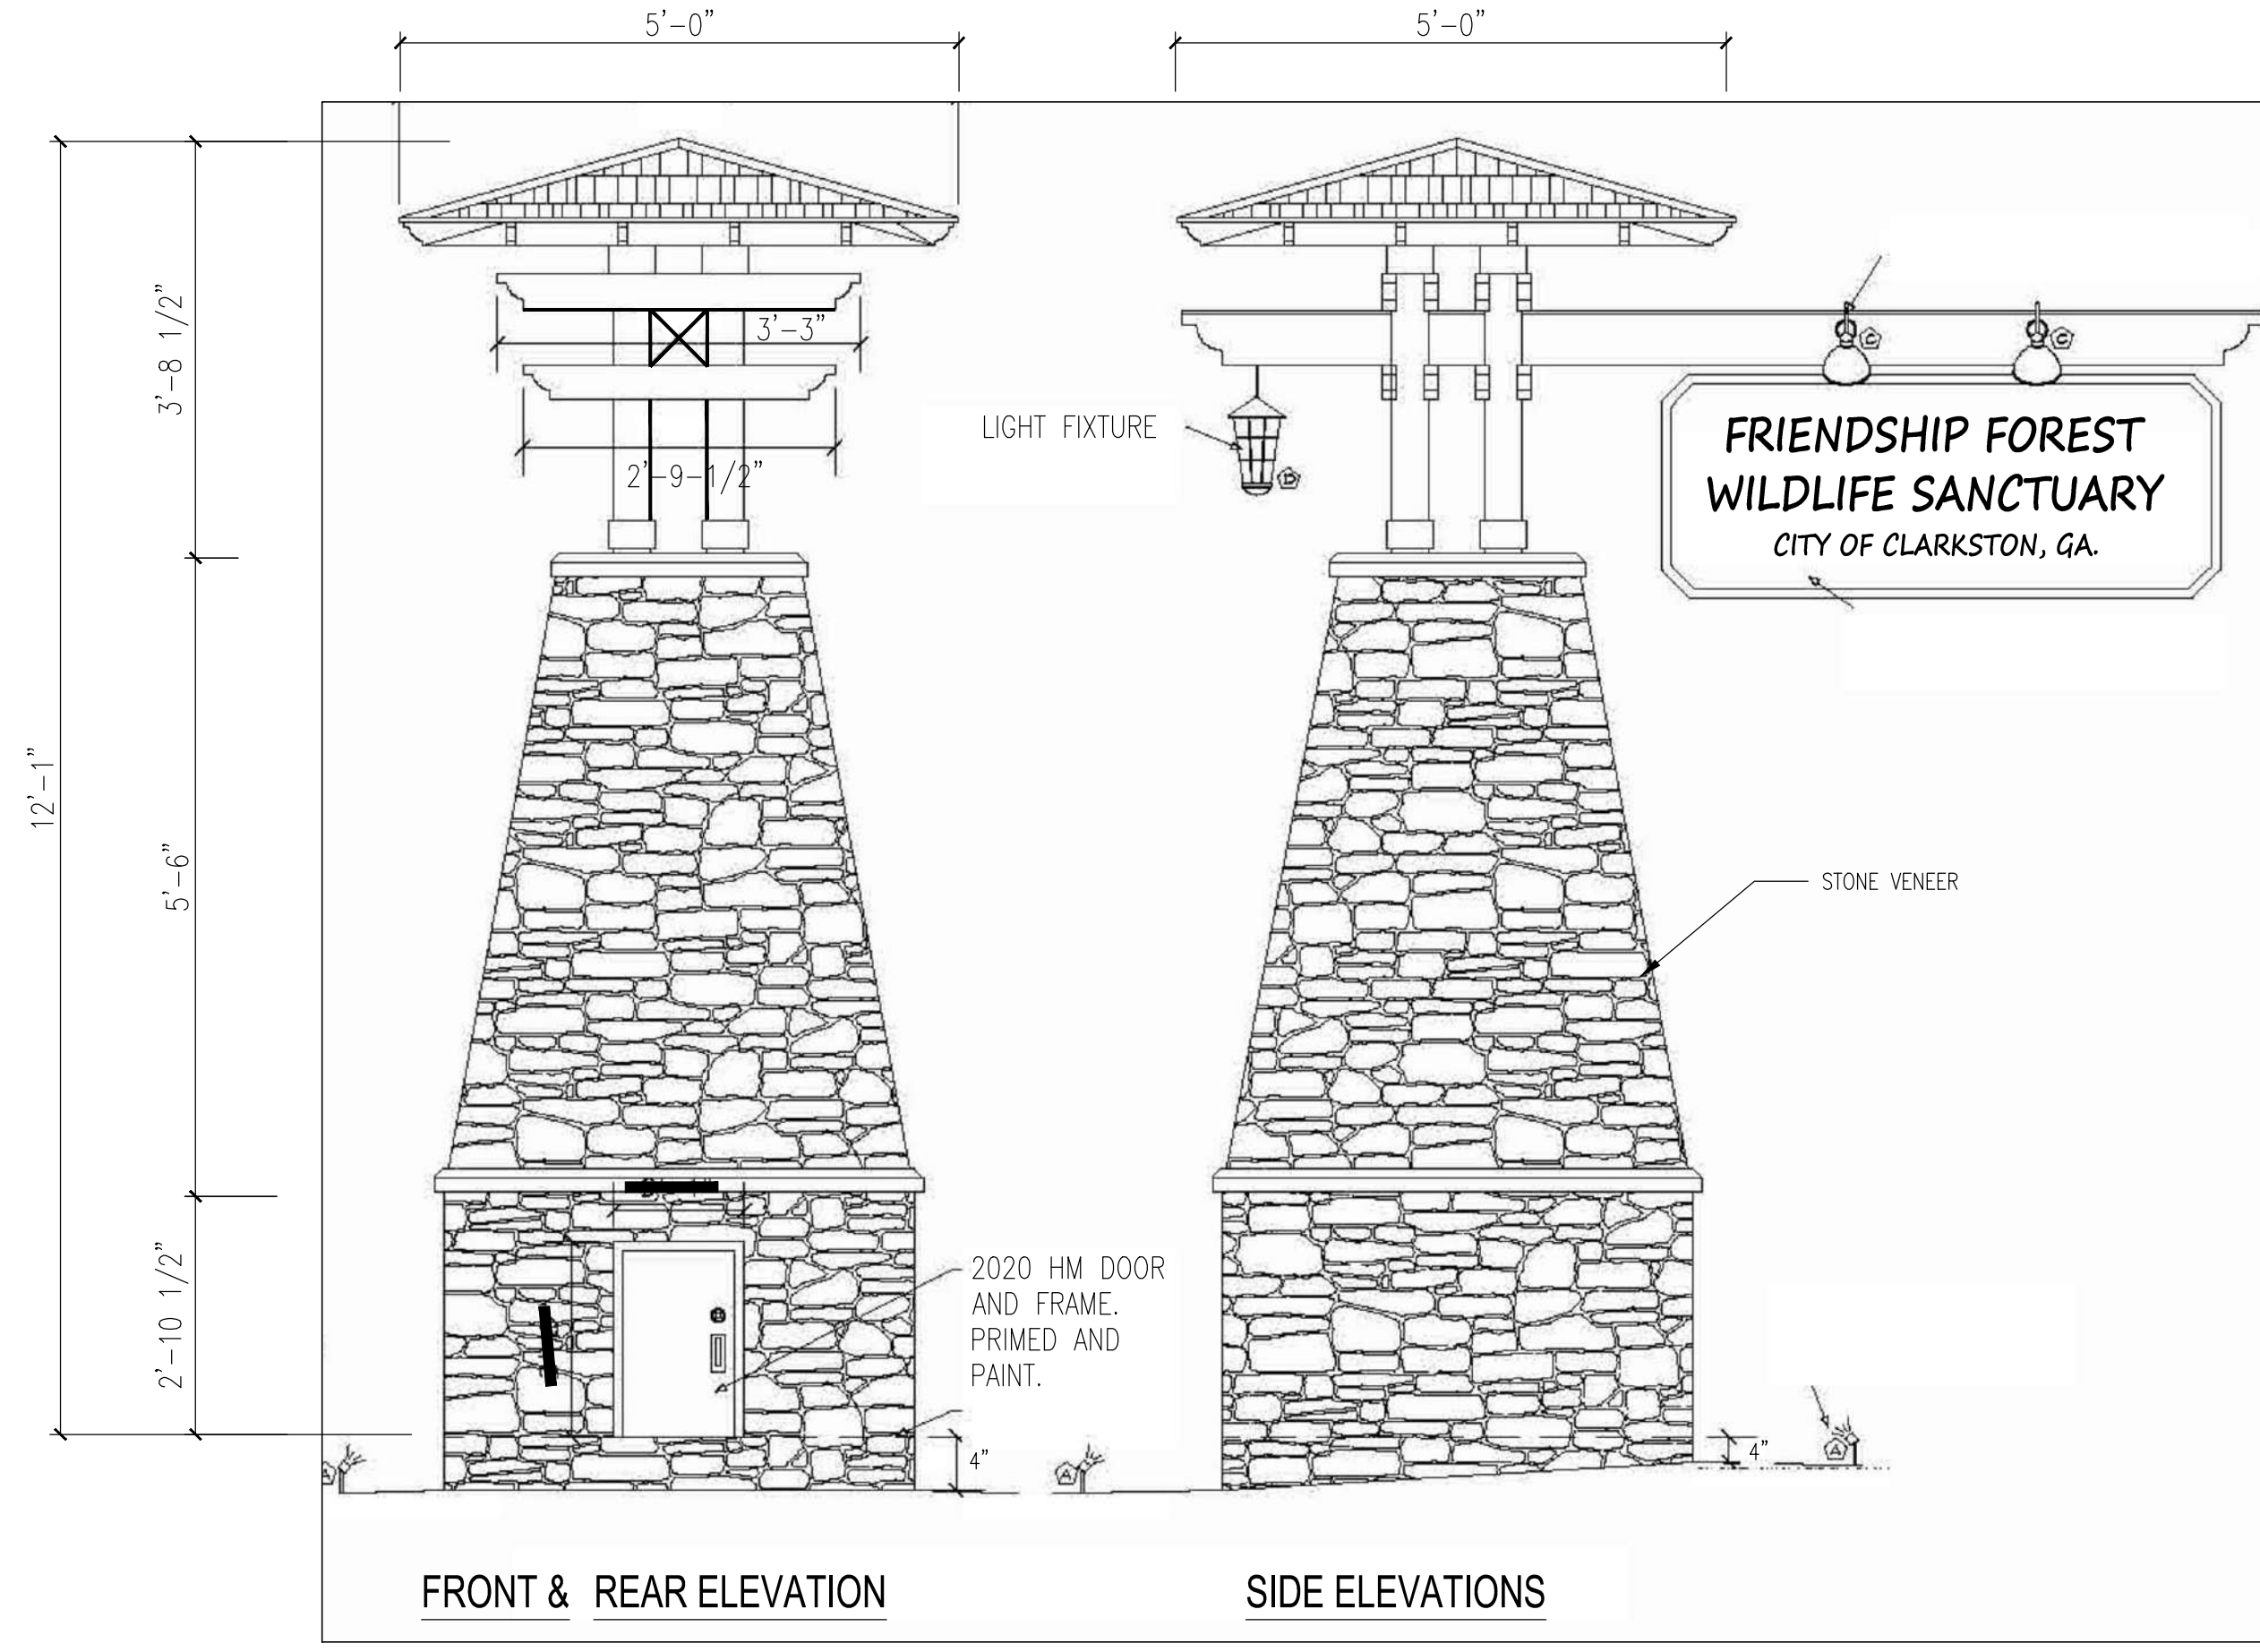 5'-0"
5'-0"
12'-1"
3'-8 1/2"
5'-6"
2'-10 1/2"
3'-3"
2'-9-1/2"
LIGHT FIXTURE
D
C
C
FRIENDSHIP FOREST
WILDLIFE SANCTUARY
CITY OF CLARKSTON, GA.
STONE VENEER
2020 HM DOOR
AND FRAME.
PRIMED AND
PAINT.
4"
4"
A
A
A
FRONT & REAR ELEVATION
SIDE ELEVATIONS